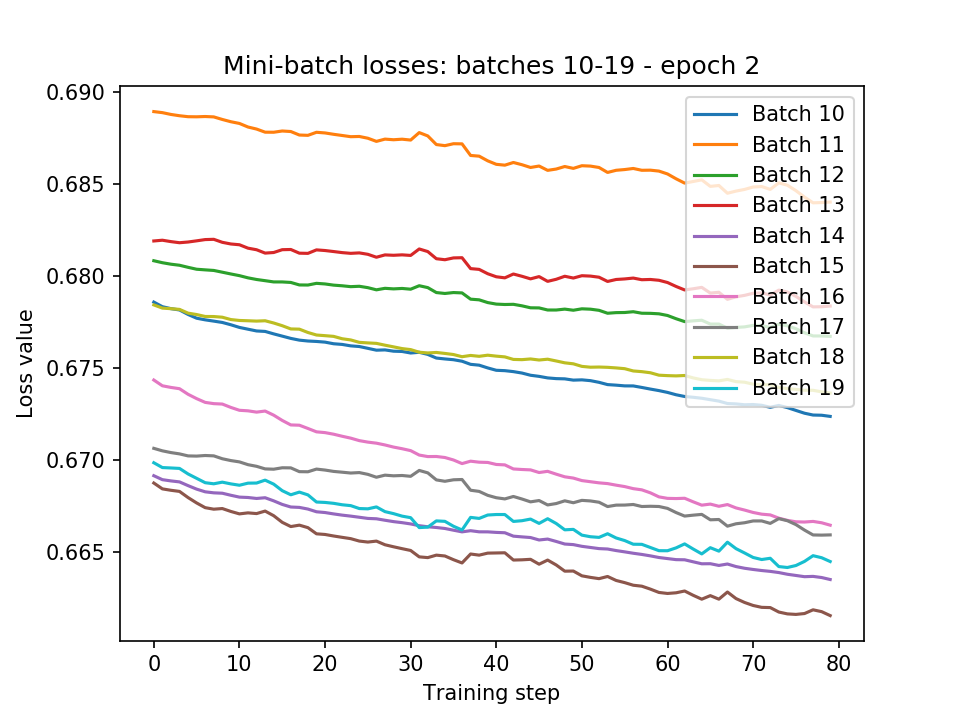 Mini-batch losses: batches 10-19 - epoch 2
0.690
0.685
0.680
0.675
0.670
0.665
Loss value
0
10
20
30
40
50
60
70
80
Training step
Batch 10
Batch 11
Batch 12
Batch 13
Batch 14
Batch 15
Batch 16
Batch 17
Batch 18
Batch 19